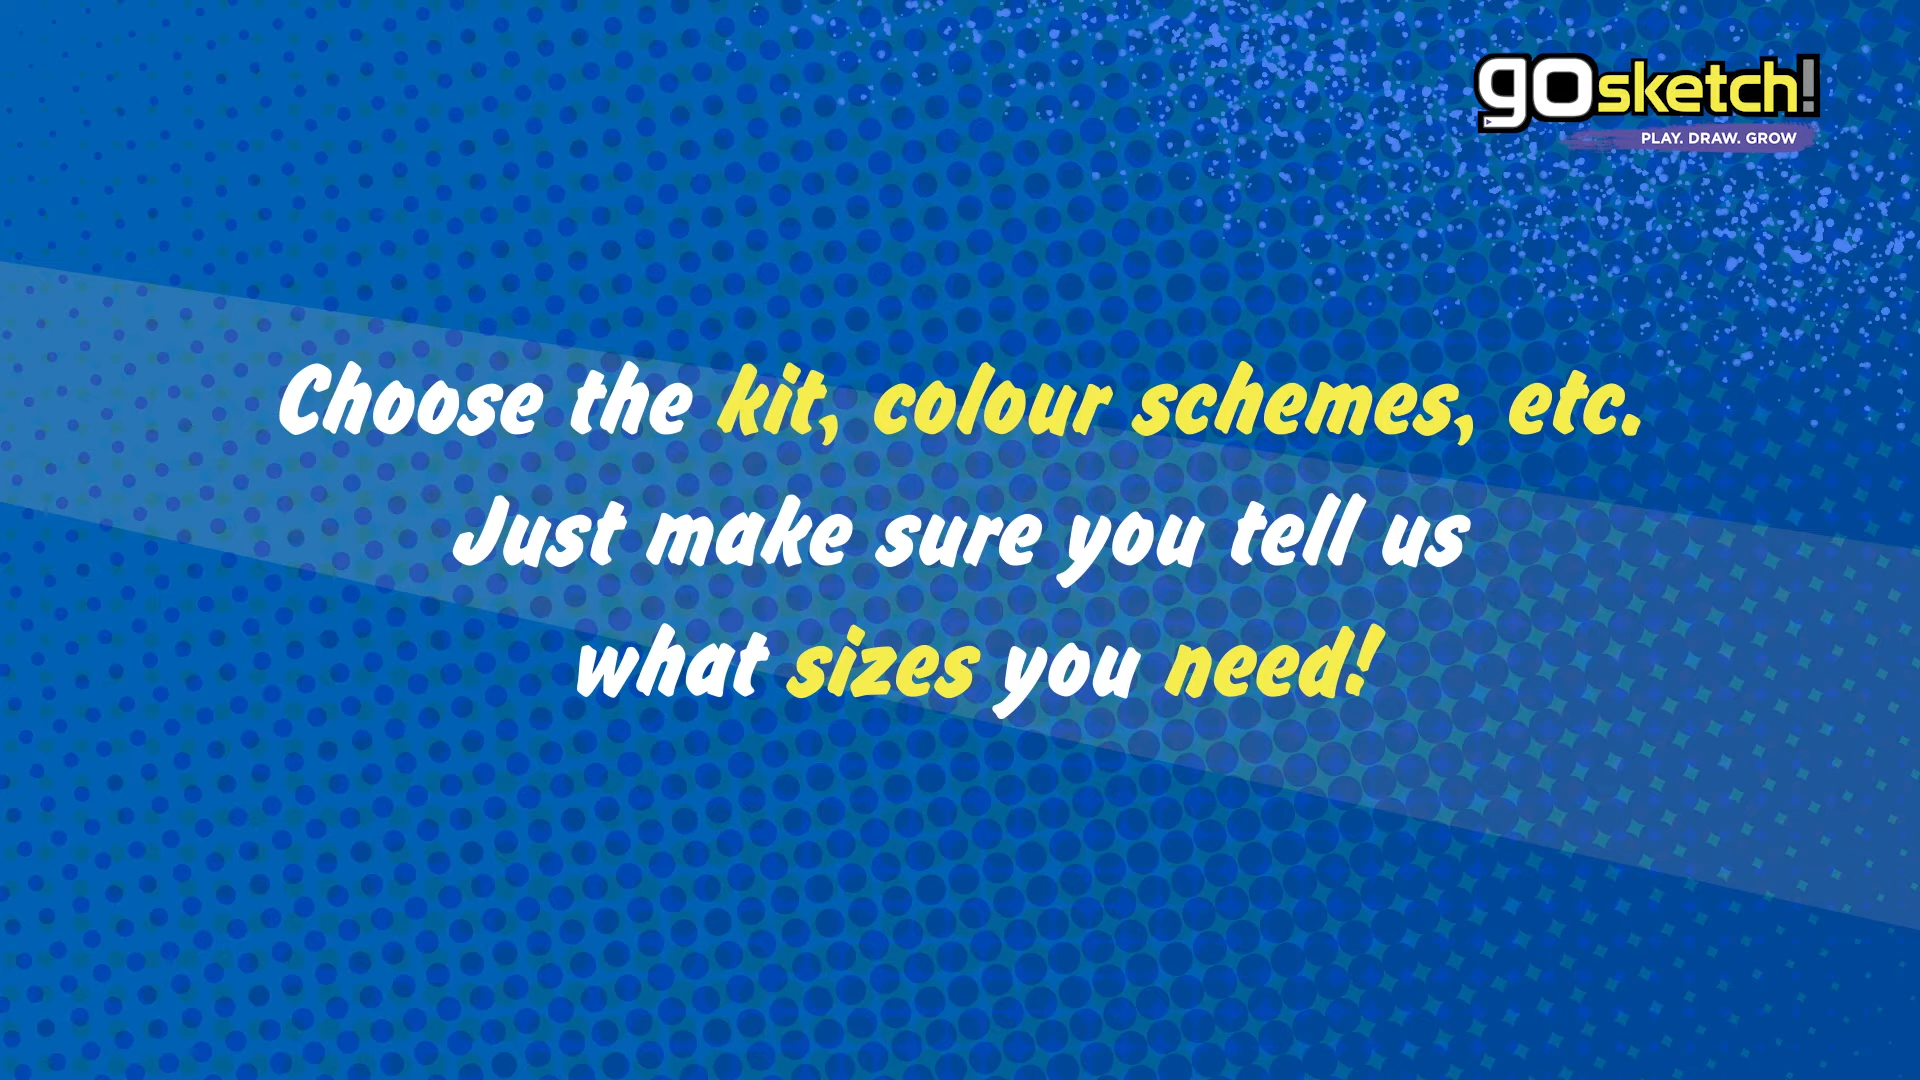 gosketch!
PLAY. DRAW. GROW
Choose the kit, colour schemes, etc.
Just make sure you tell us
what sizes you need!